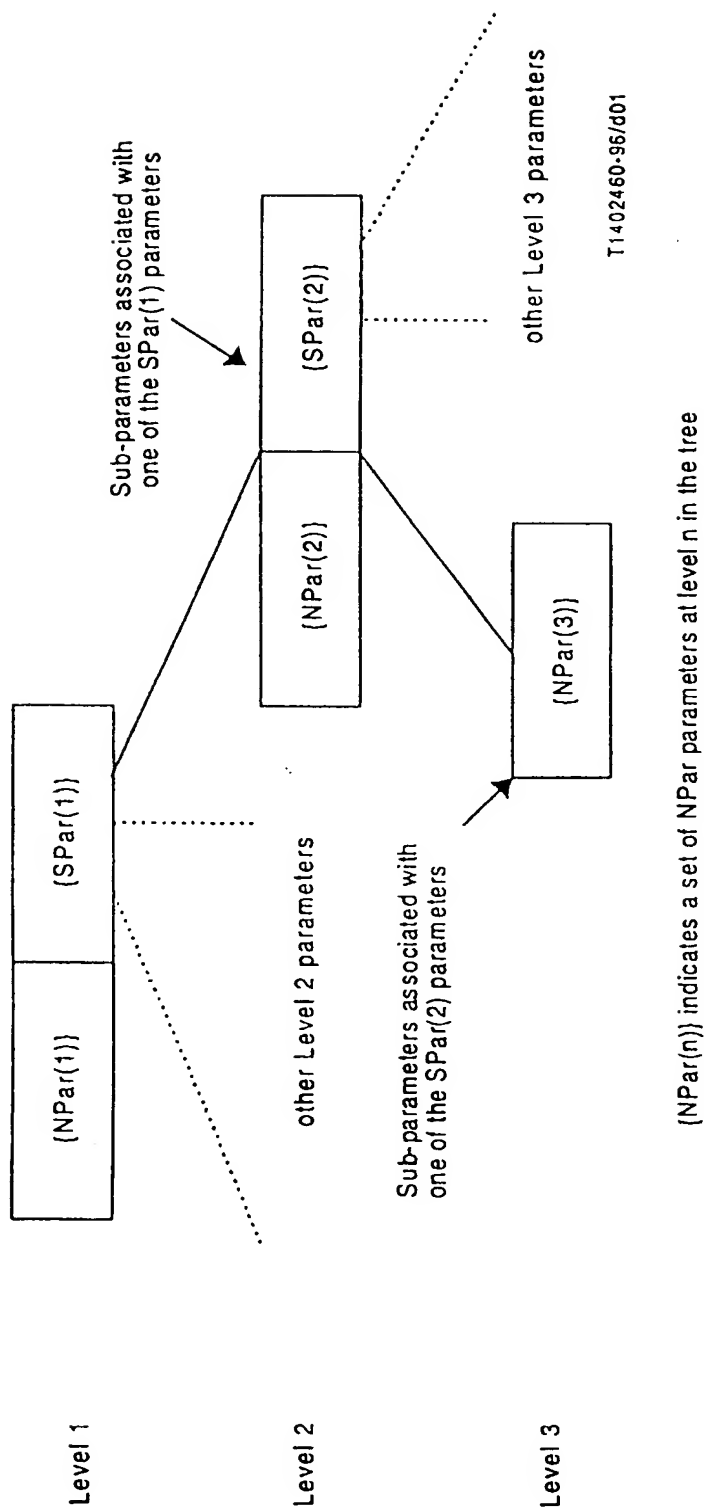 Level 1
{NPar(1)}
{SPar(1)}
Sub-parameters associated with
one of the SPar(1) parameters
Level 2
other Level 2 parameters
{NPar(2)}
{SPar(2)}
Sub-parameters associated with
one of the SPar(2) parameters
other Level 3 parameters
Level 3
{NPar(3)}
T1402460-96/d01
{NPar(n)} indicates a set of NPar parameters at level n in the tree